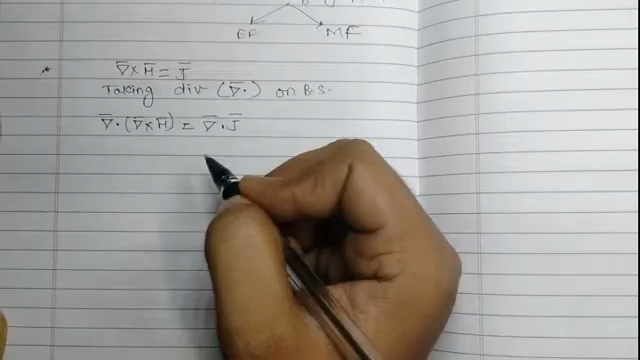 EF MF
* ∇̅×H̅ = J̅
Taking div (∇̅·) on B.S.
∇̅·(∇̅×H̅) = ∇̅·J̅